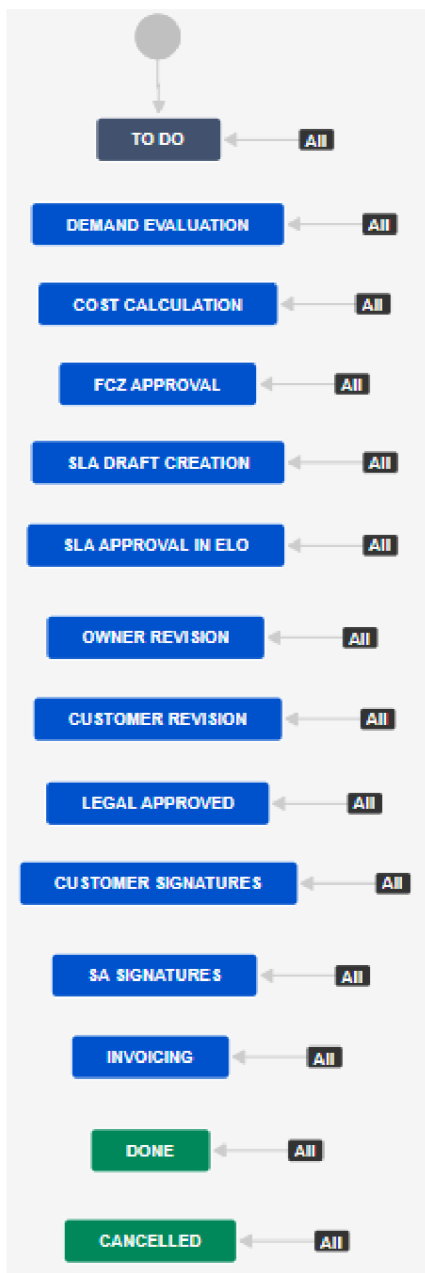 TO DO All
DEMAND EVALUATION All
COST CALCULATION All
FCZ APPROVAL All
SLA DRAFT CREATION All
SLA APPROVAL IN ELO All
OWNER REVISION All
CUSTOMER REVISION All
LEGAL APPROVED All
CUSTOMER SIGNATURES All
SA SIGNATURES All
INVOICING All
DONE All
CANCELLED All